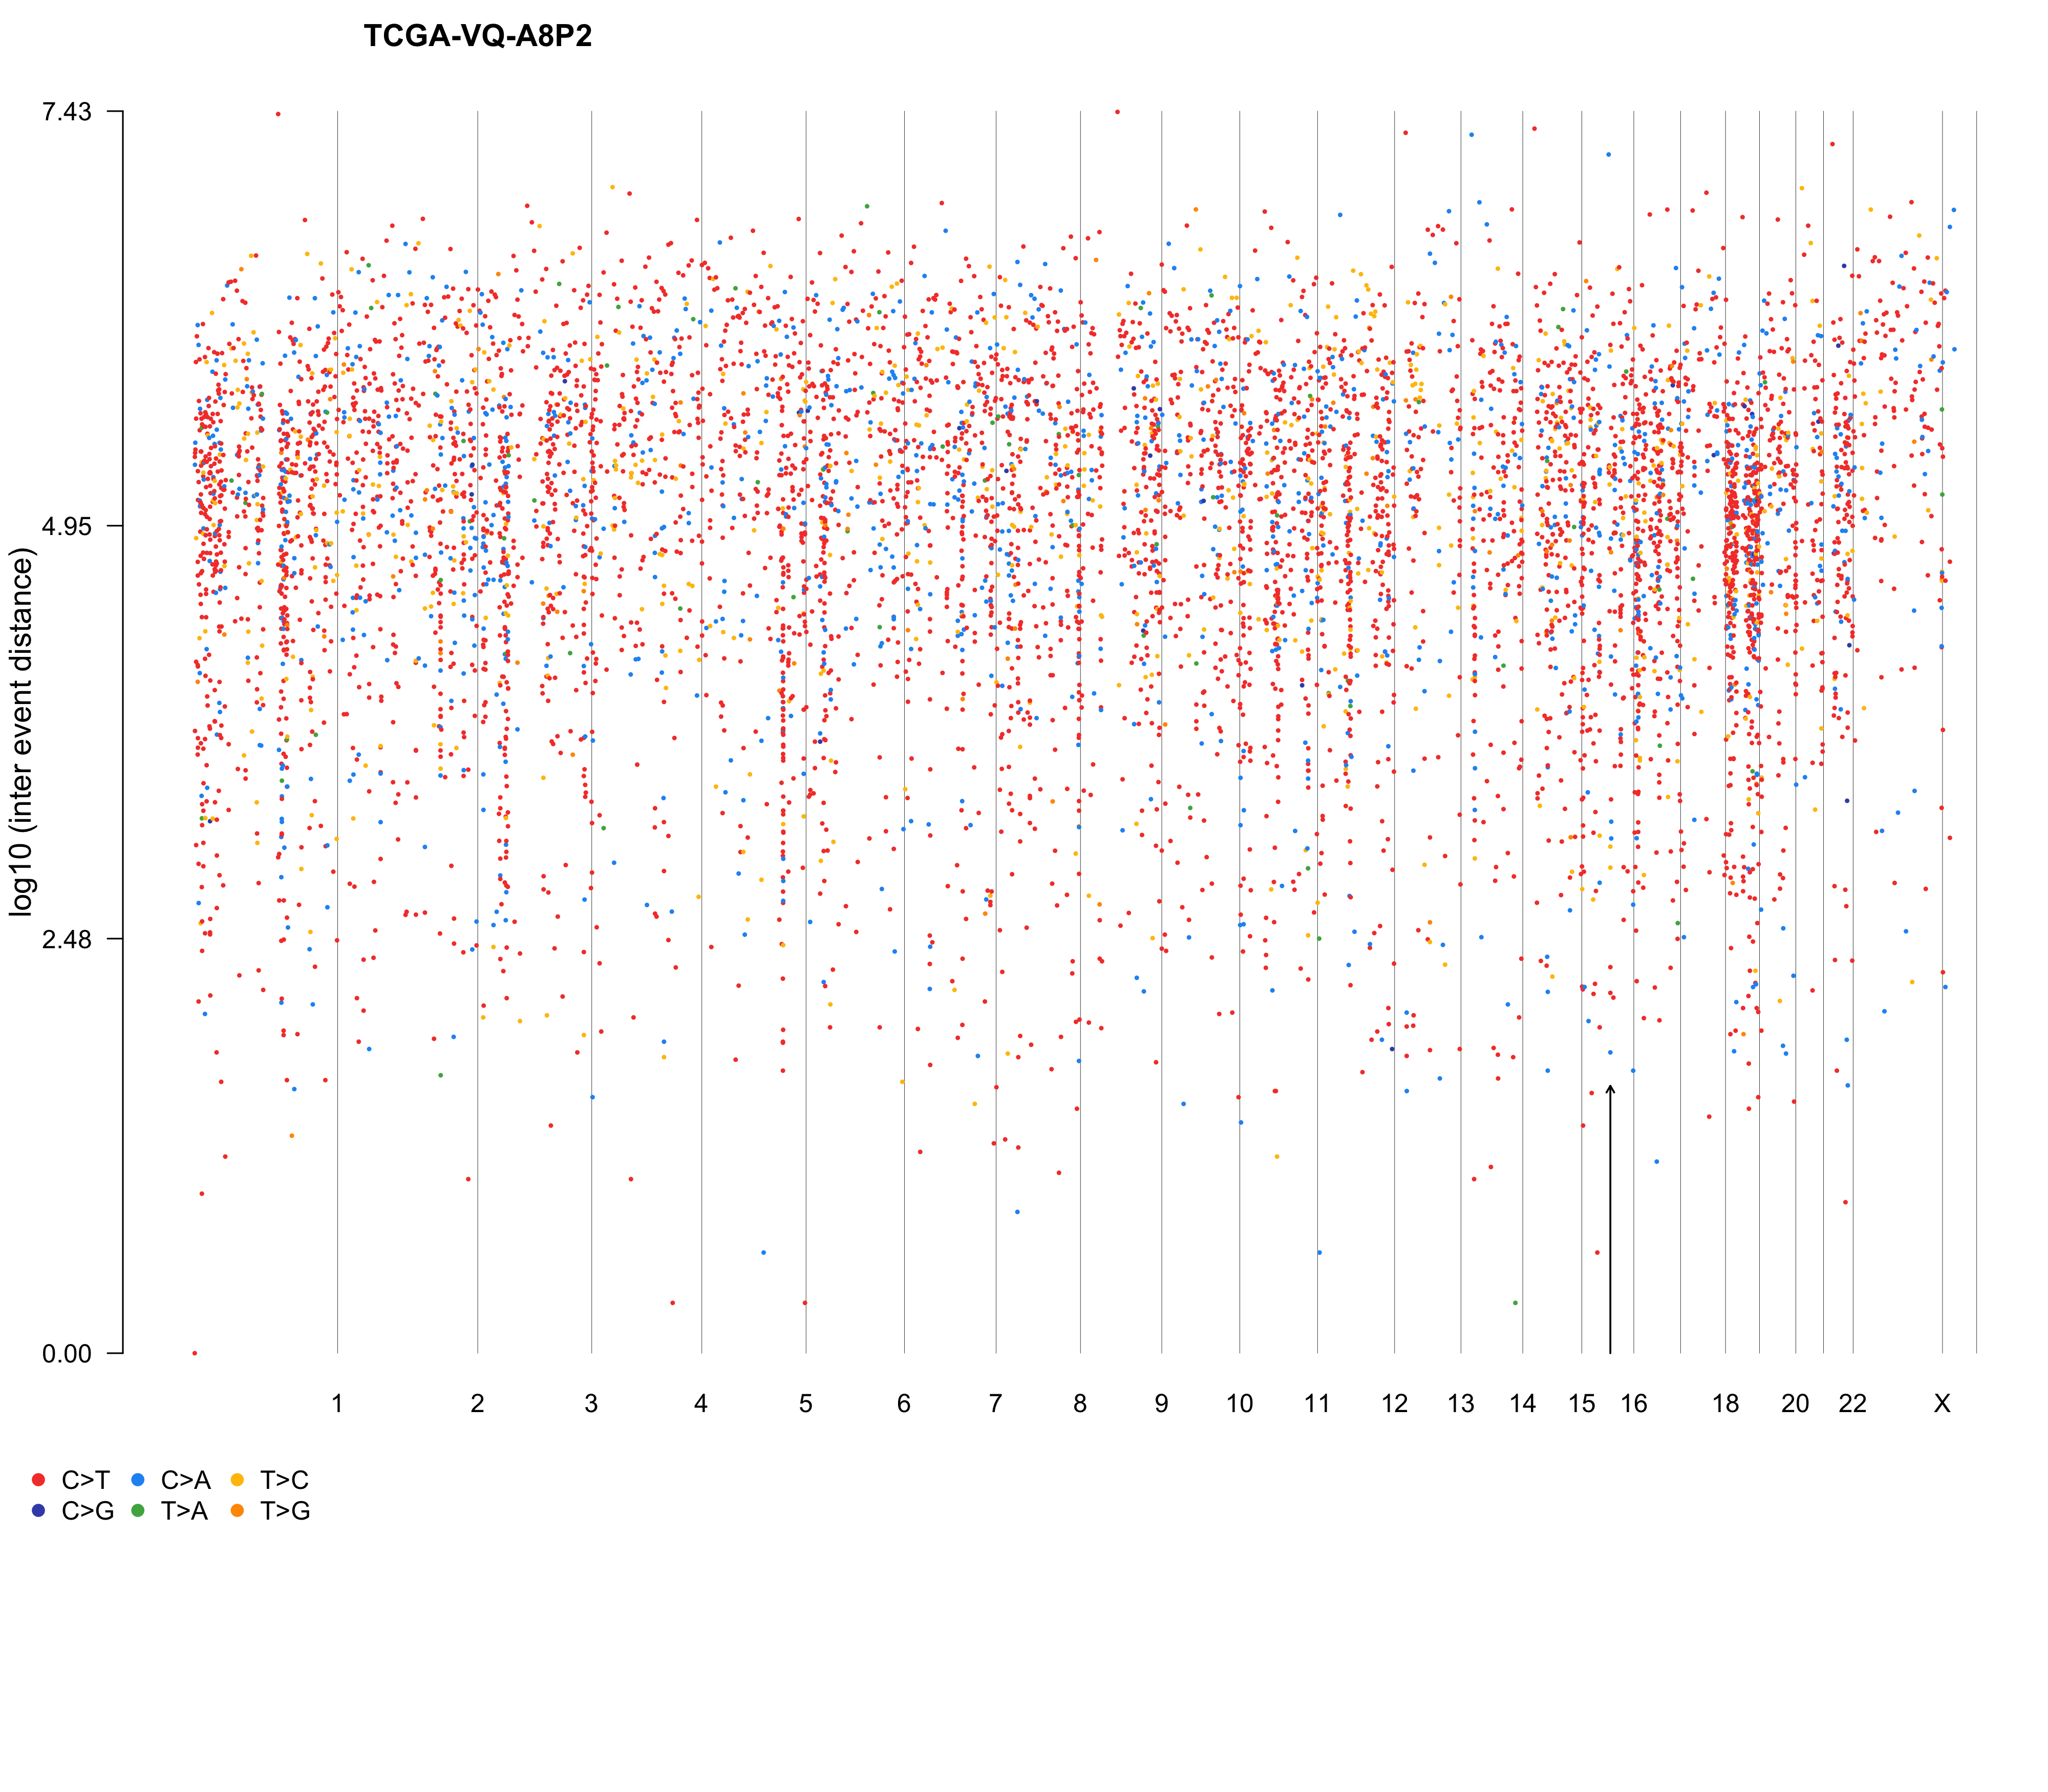 TCGA-VQ-A8P2
7.43
4.95
2.48
0.00
log10 (inter event distance)
1 2 3 4 5 6 7 8 9 10 11 12 13 14 15 16 18 20 22 X
C>T C>A T>C
C>G T>A T>G